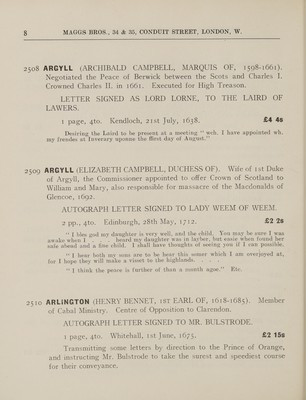 8 MAGGS BROS., 34 & 35, CONDUIT STREET, LONDON, W.
2508 ARGYLL (ARCHIBALD CAMPBELL, MARQUIS OF, 1598-1661).
Negotiated the Peace of Berwick between the Scots and Charles I.
Crowned Charles II. in 1661. Executed for High Treason.
LETTER SIGNED AS LORD LORNE, TO THE LAIRD OF
LAWERS.
1 page, 4to. Kendloch, 21st July, 1638. £4 4s
Desiring the Laird to be present at a meeting " wch. I have appointed wh.
my freindes at Inverery uponne the first day of August."
2509 ARGYLL (ELIZABETH CAMPBELL, DUCHESS OF). Wife of 1st Duke
of Argyll, the Commissioner appointed to offer Crown of Scotland to
William and Mary, also responsible for massacre of the Macdonalds of
Glencoe, 1692.
AUTOGRAPH LETTER SIGNED TO LADY WEEM OF WEEM.
2 pp., 4to. Edinburgh, 28th May, 1712. £2 2s
" I bles god my daughter is very well, and the child. You may be sure I was
awake when I . . . heard my daughter was in layber, but easie when found her
safe abead and a fine child. I shall have thoughts of seeing you if I can possible.
" I hear both my sons are to be hear this somer which I am overjoyed at,
for I hope they will make a viset to the highlands. . . .
" I think the peace is further of then a month agoe." Etc.
2510 ARLINGTON (HENRY BENNET, 1ST EARL OF, 1618-1685). Member
of Cabal Ministry. Centre of Opposition to Clarendon.
AUTOGRAPH LETTER SIGNED TO MR. BULSTRODE.
1 page, 4to. Whitehall, 1st June, 1675. £2 15s
Transmitting some letters by direction to the Prince of Orange,
and instructing Mr. Bulstrode to take the surest and speediest course
for their conveyance.